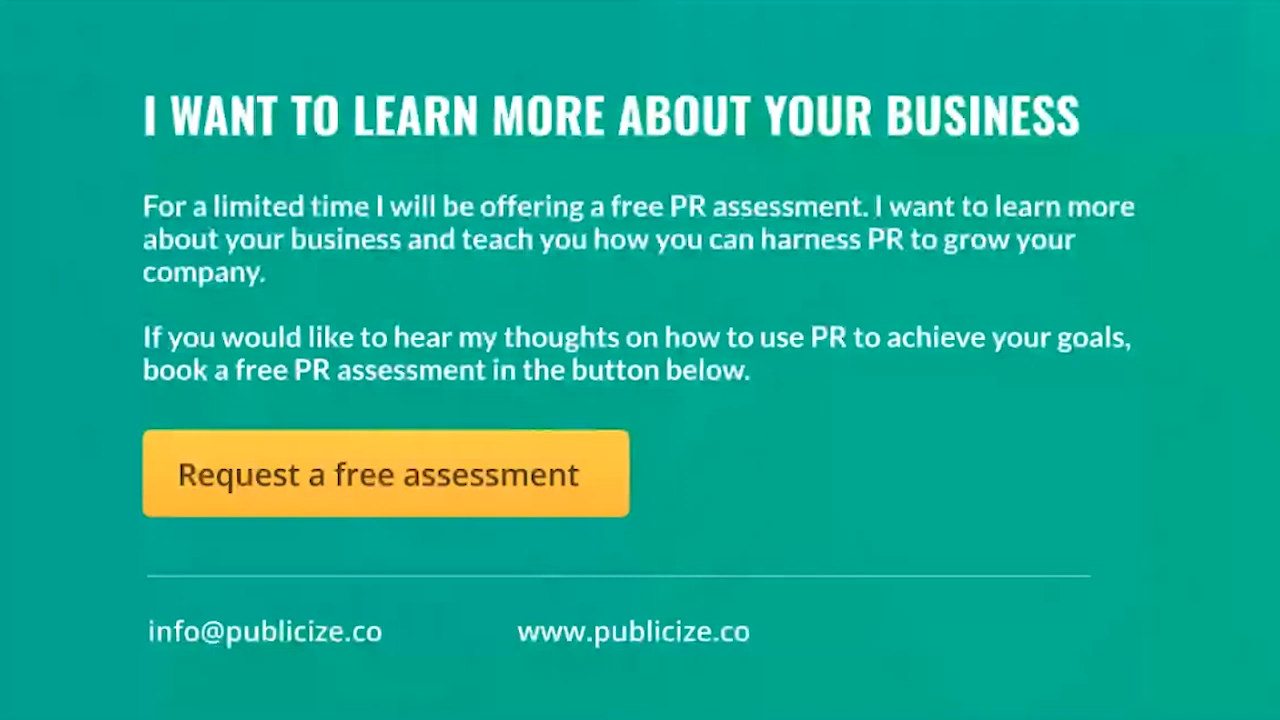 I WANT TO LEARN MORE ABOUT YOUR BUSINESS
For a limited time I will be offering a free PR assessment. I want to learn more
about your business and teach you how you can harness PR to grow your
company.
If you would like to hear my thoughts on how to use PR to achieve your goals,
book a free PR assessment in the button below.
Request a free assessment
info@publicize.co www.publicize.co